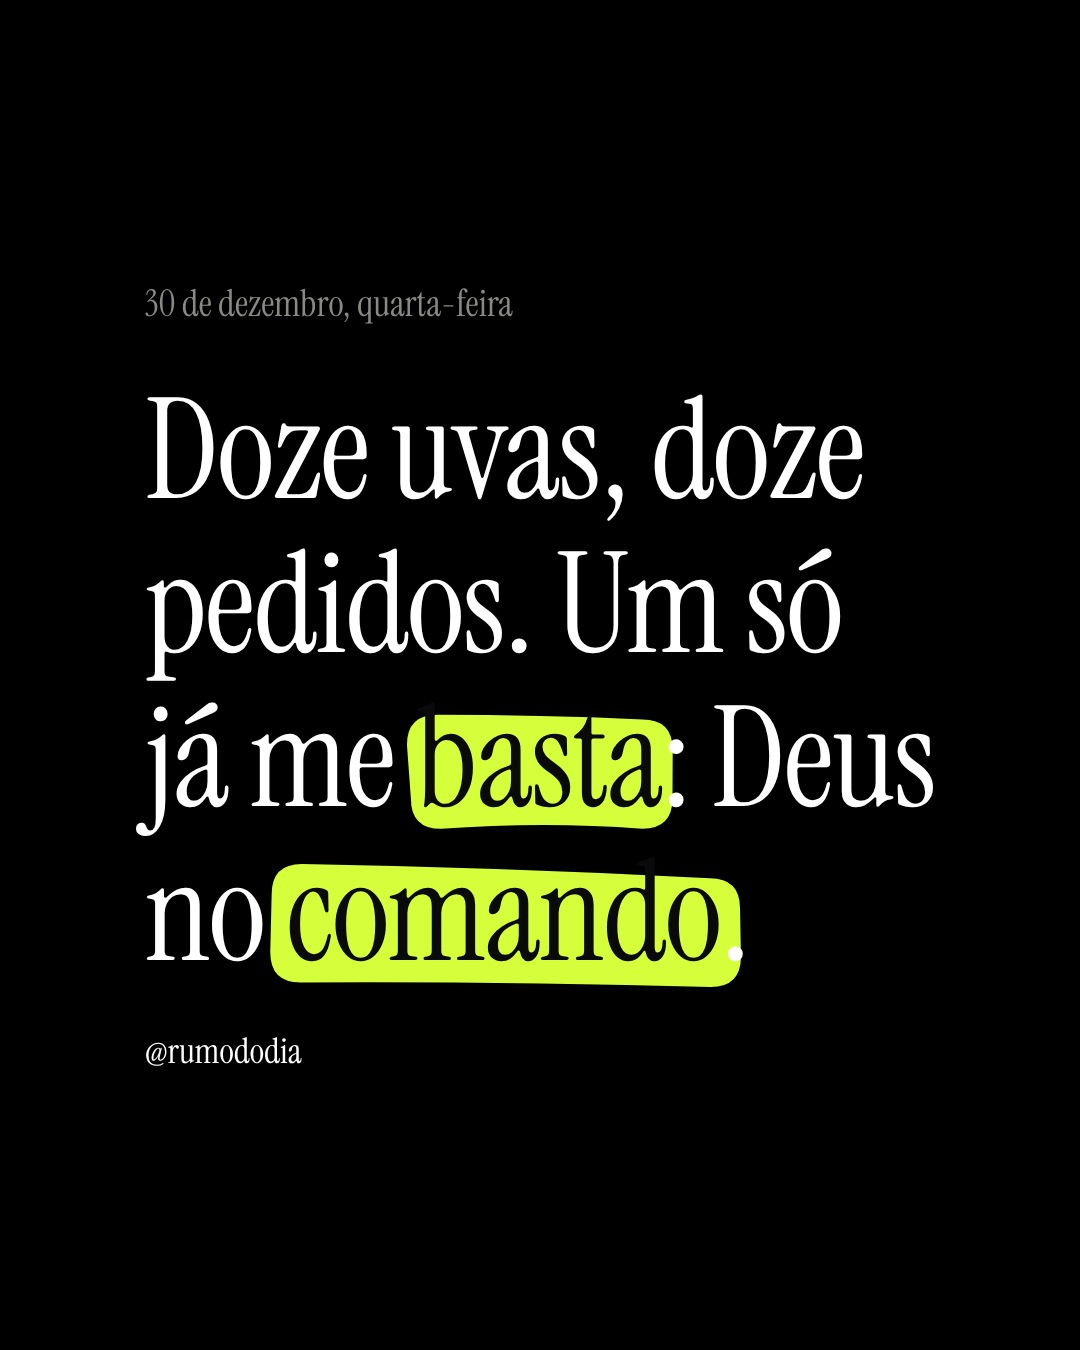 30 de dezembro, quarta-feira
Doze uvas, doze
pedidos. Um só
já me basta: Deus
no comando.
@rumododia